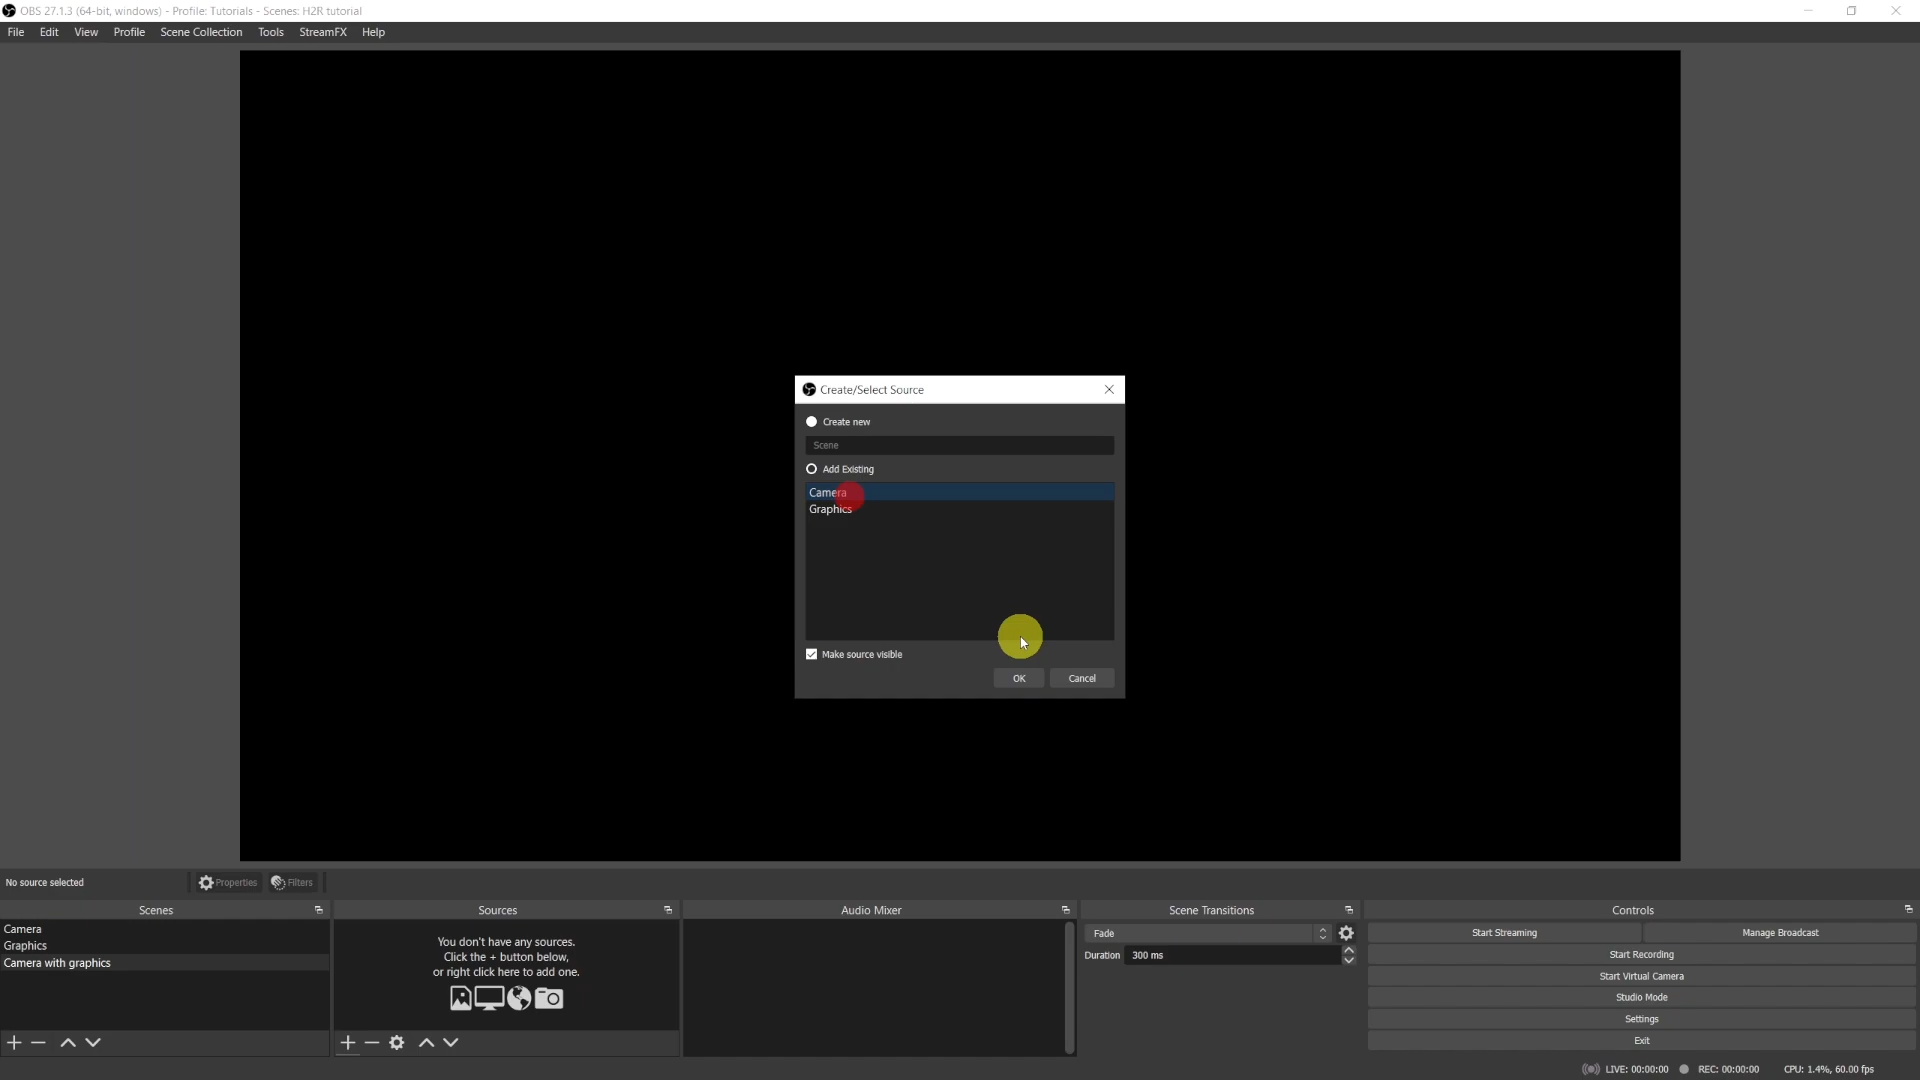 OBS 27.1.3 (64-bit, windows) - Profile: Tutorials - Scenes: H2R tutorial
File Edit View Profile Scene Collection Tools StreamFX Help
Create/Select Source
Create new
Scene
Add Existing
Camera
Graphics
Make source visible
OK Cancel
No source selected Properties Filters
Scenes
Camera
Graphics
Camera with graphics
Sources
You don't have any sources.
Click the + button below,
or right click here to add one.
Audio Mixer
Scene Transitions
Fade
Duration 300 ms
Controls
Start Streaming Manage Broadcast
Start Recording
Start Virtual Camera
Studio Mode
Settings
Exit
LIVE: 00:00:00 REC: 00:00:00 CPU: 1.4%, 60.00 fps